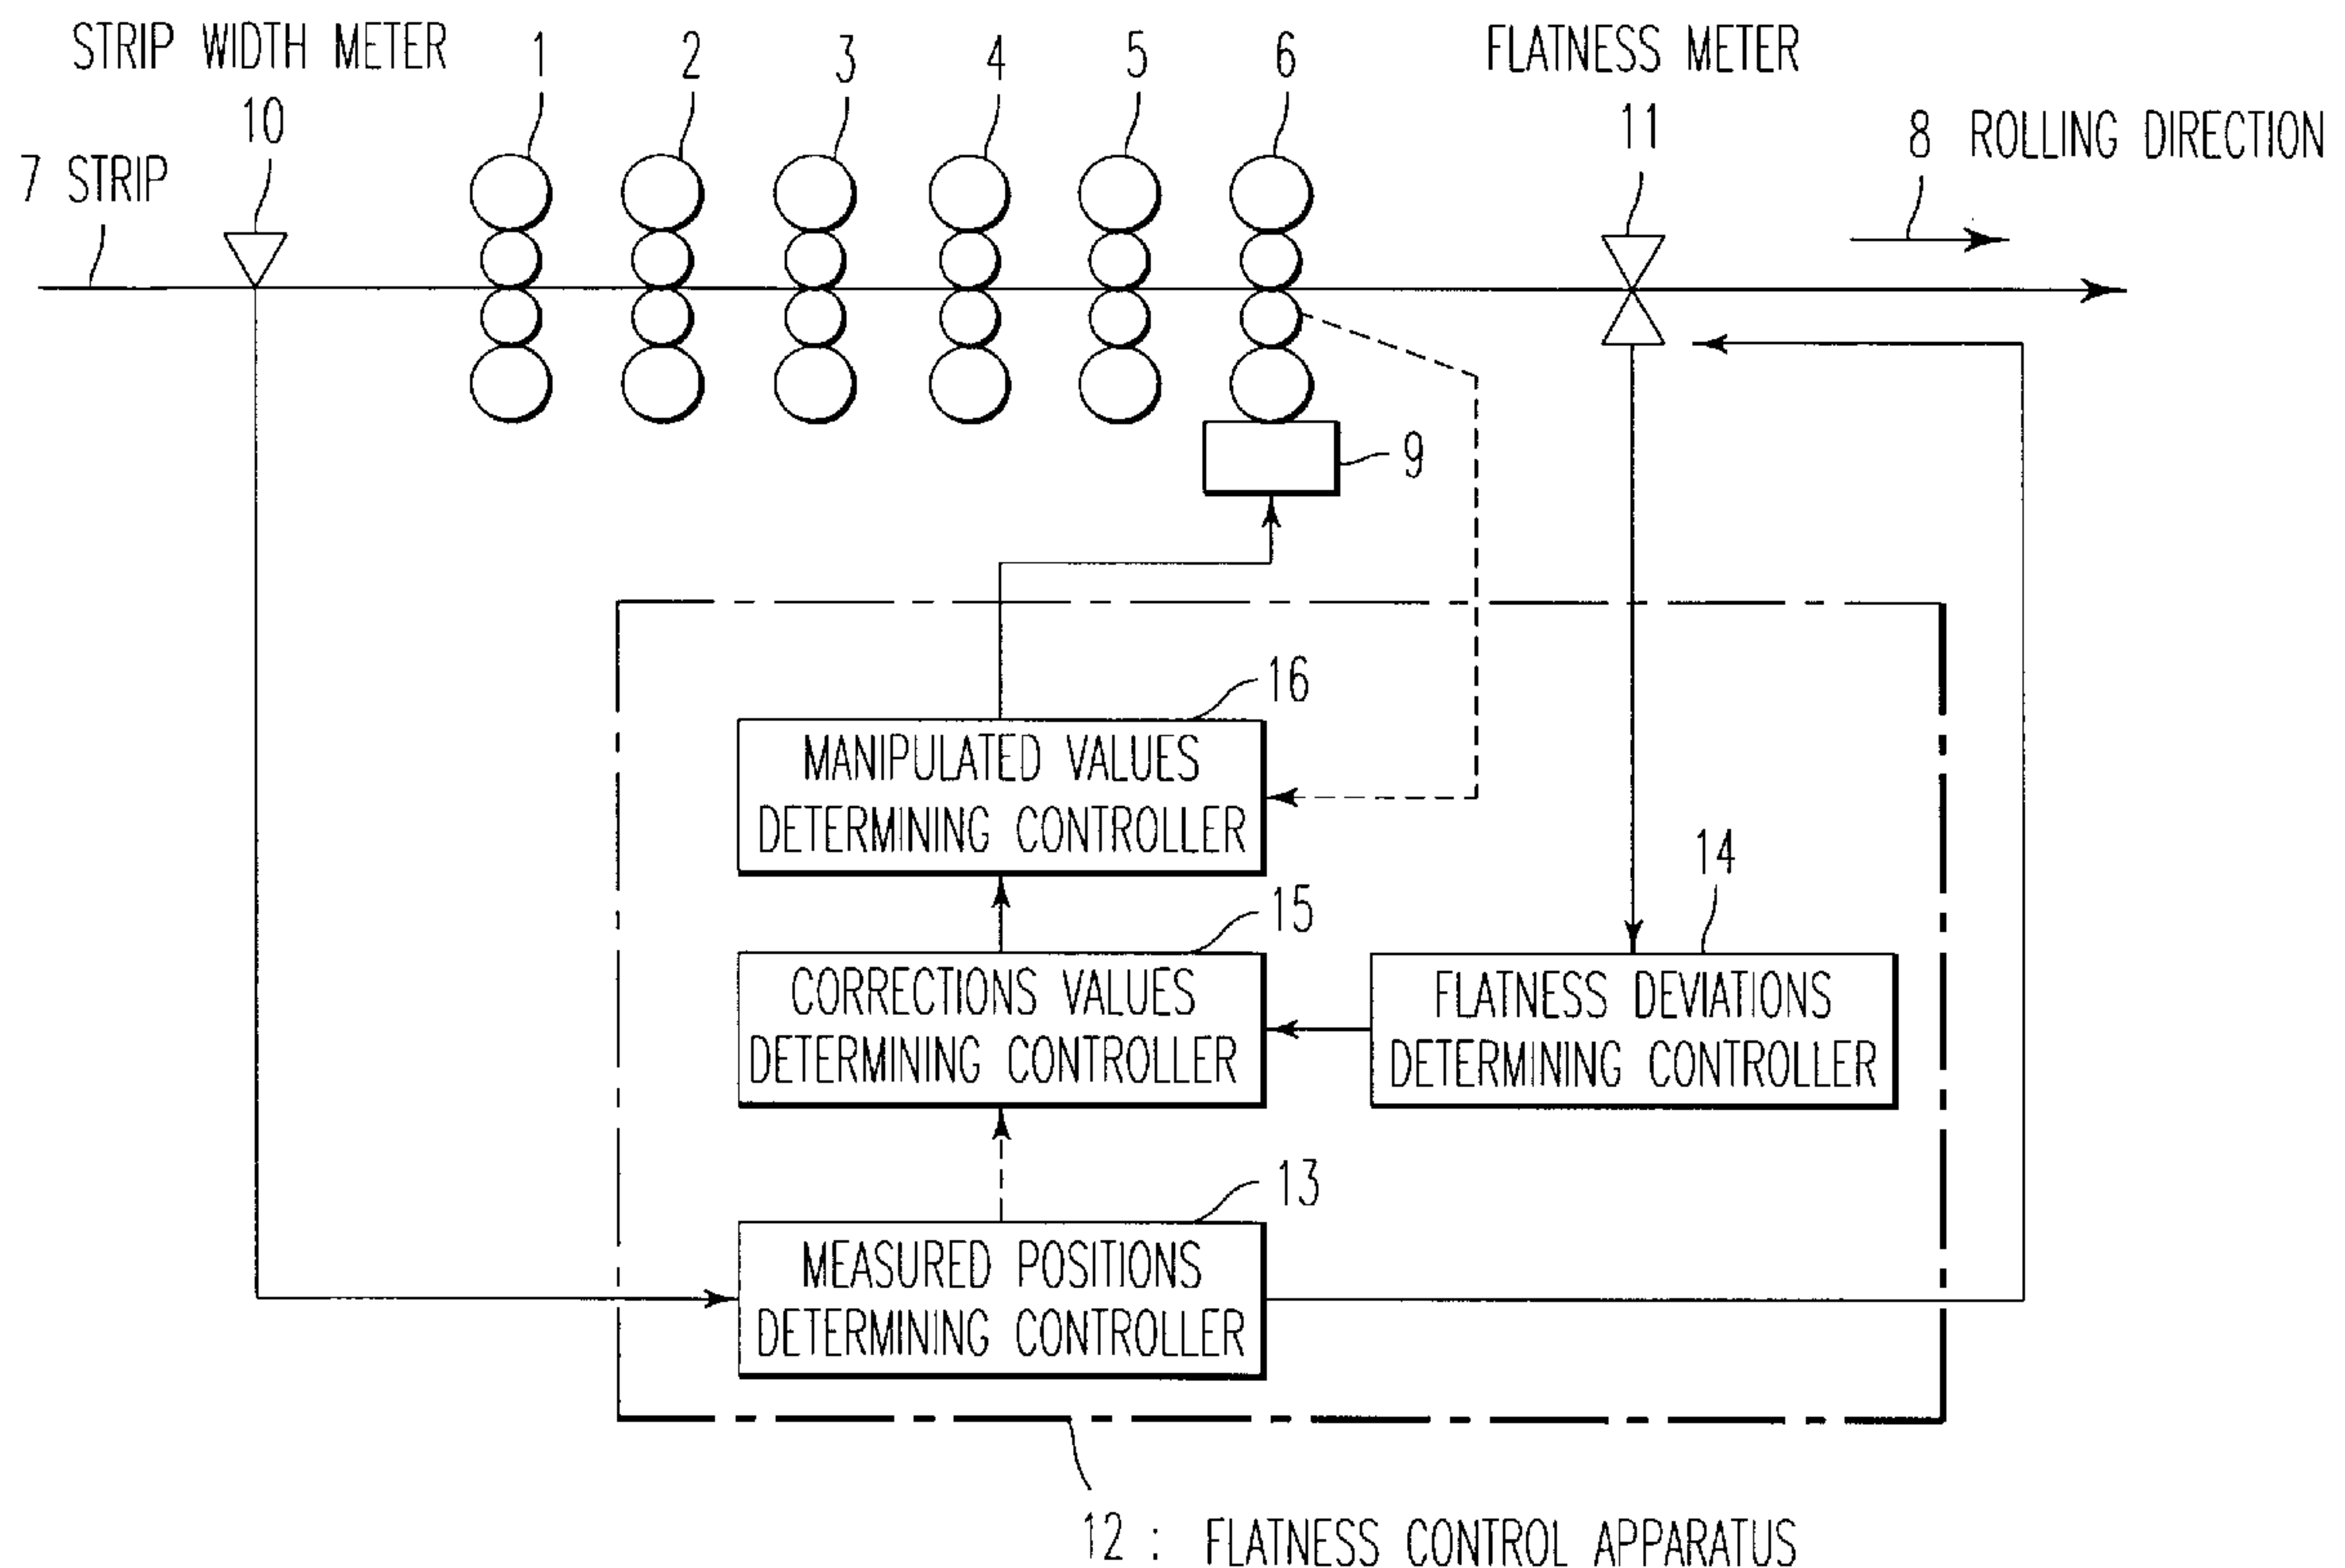 STRIP WIDTH METER
10
7 STRIP
1
2
3
4
5
6
FLATNESS METER
11
8 ROLLING DIRECTION
9
16
MANIPULATED VALUES
DETERMINING CONTROLLER
15
CORRECTIONS VALUES
DETERMINING CONTROLLER
14
FLATNESS DEVIATIONS
DETERMINING CONTROLLER
13
MEASURED POSITIONS
DETERMINING CONTROLLER
12 : FLATNESS CONTROL APPARATUS